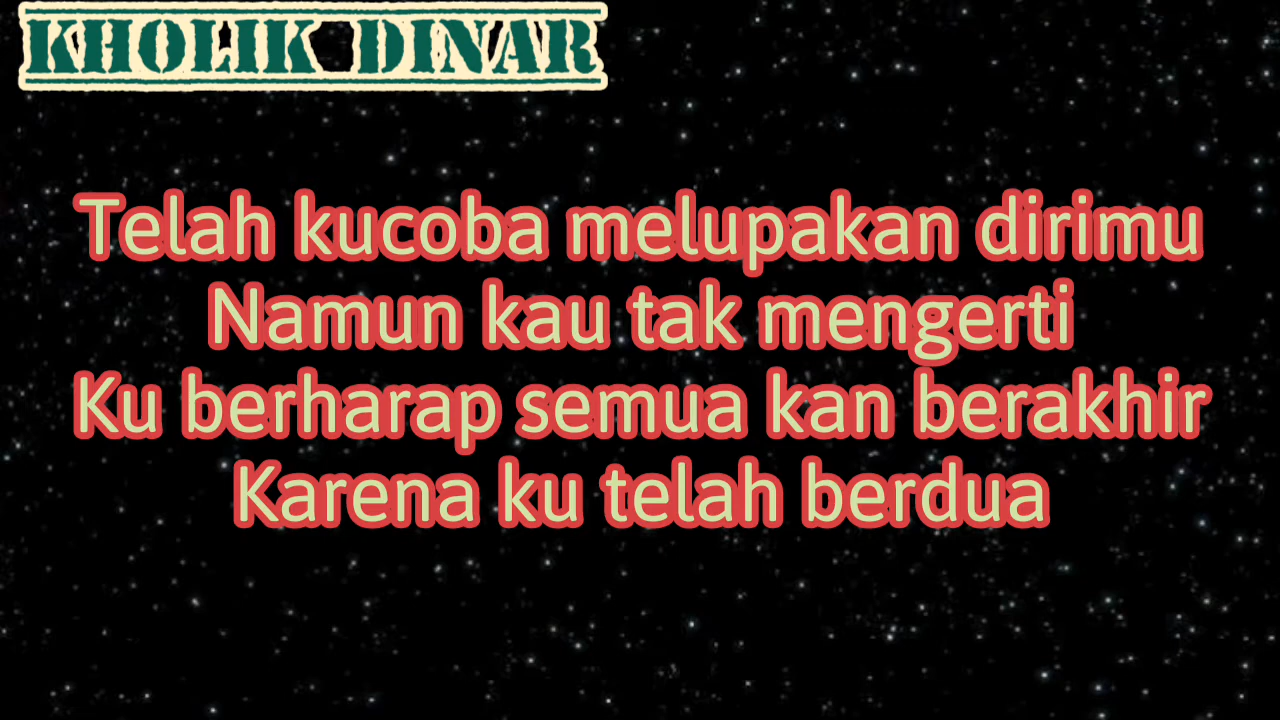 KHOLIK DINAR
Telah kucoba melupakan dirimu
Namun kau tak mengerti
Ku berharap semua kan berakhir
Karena ku telah berdua